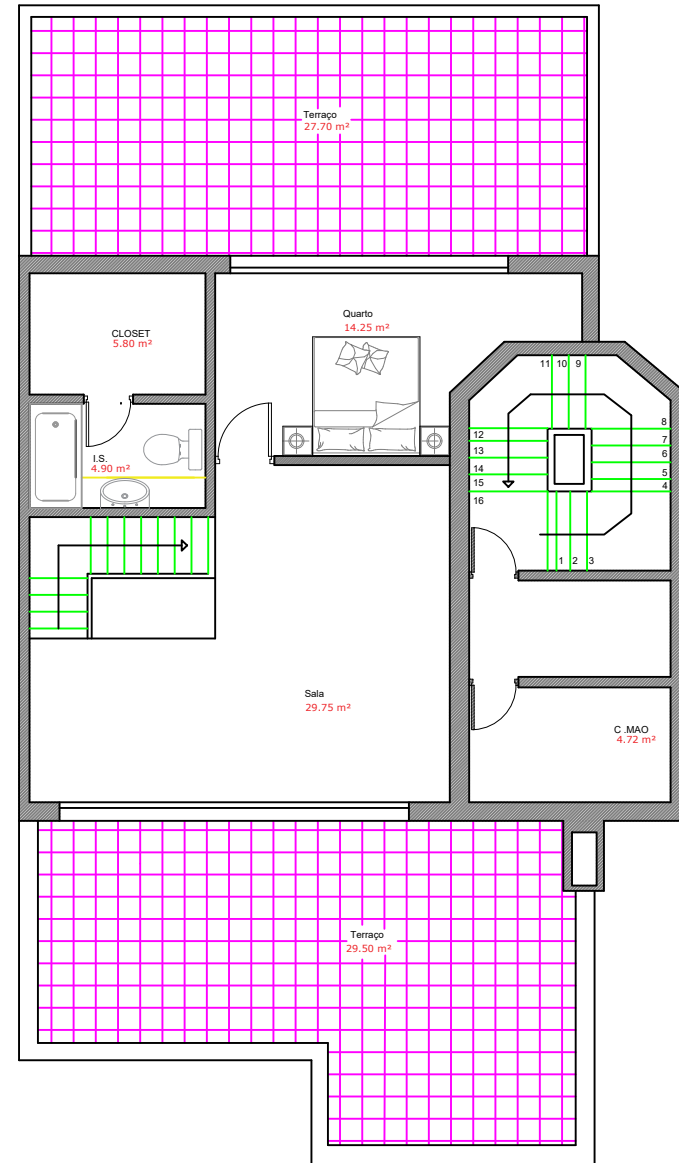 Terraço
27.70 m²
Quarto
14.25 m²
CLOSET
5.80 m²
I.S.
4.90 m²
11 10 9
8
7
6
5
4
12
13
14
15
16
1 2 3
Sala
29.75 m²
C .MAO
4.72 m²
Terraço
29.50 m²